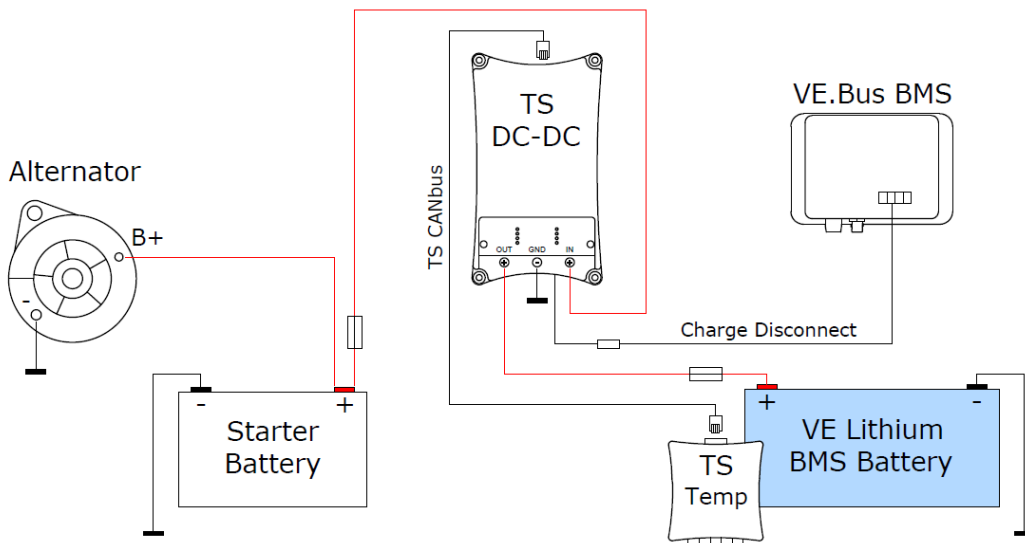 TS
DC-DC
VE.Bus BMS
Alternator
B+
-
TS CANbus
OUT
GND
IN
+
-
+
Charge Disconnect
-
+
Starter
Battery
+
-
VE Lithium
BMS Battery
TS
Temp